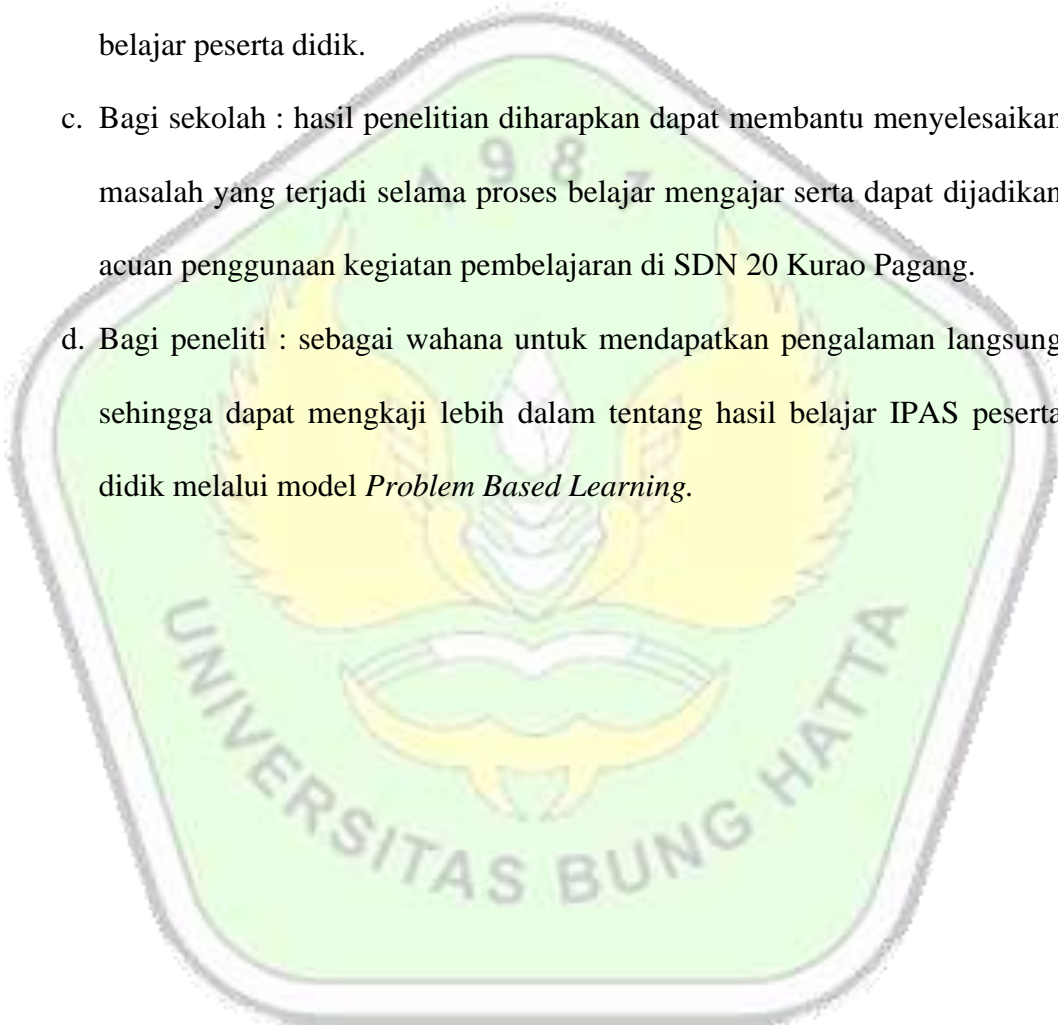 belajar peserta didik.
c. Bagi sekolah : hasil penelitian diharapkan dapat membantu menyelesaikan
masalah yang terjadi selama proses belajar mengajar serta dapat dijadikan
acuan penggunaan kegiatan pembelajaran di SDN 20 Kurao Pagang.
d. Bagi peneliti : sebagai wahana untuk mendapatkan pengalaman langsung
sehingga dapat mengkaji lebih dalam tentang hasil belajar IPAS peserta
didik melalui model Problem Based Learning.
1981
UNIVERSITAS BUNG HATTA